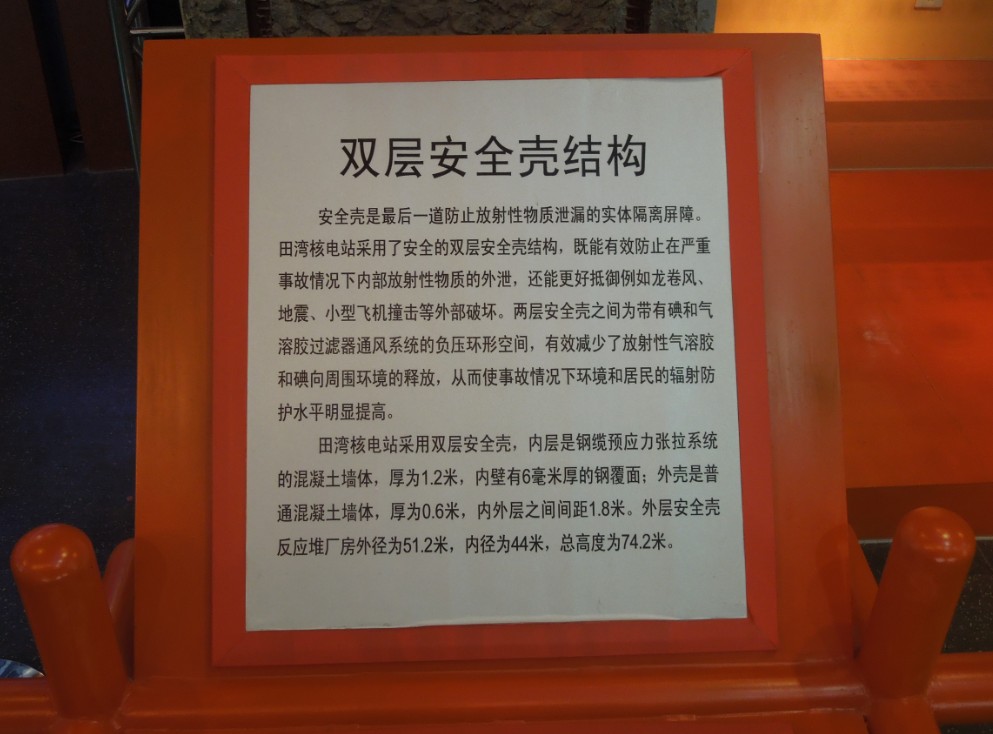 双层安全壳结构
安全壳是最后一道防止放射性物质泄漏的实体隔离屏障。
田湾核电站采用了安全的双层安全壳结构，既能有效防止在严重
事故情况下内部放射性物质的外泄，还能更好抵御例如龙卷风、
地震、小型飞机撞击等外部破坏。两层安全壳之间为带有碘和气
溶胶过滤器通风系统的负压环形空间，有效减少了放射性气溶胶
和碘向周围环境的释放，从而使事故情况下环境和居民的辐射防
护水平明显提高。
田湾核电站采用双层安全壳，内层是钢缆预应力张拉系统
的混凝土墙体，厚为1.2米，内壁有6毫米厚的钢覆面；外壳是普
通混凝土墙体，厚为0.6米，内外层之间间距1.8米。外层安全壳
反应堆厂房外径为51.2米，内径为44米，总高度为74.2米。